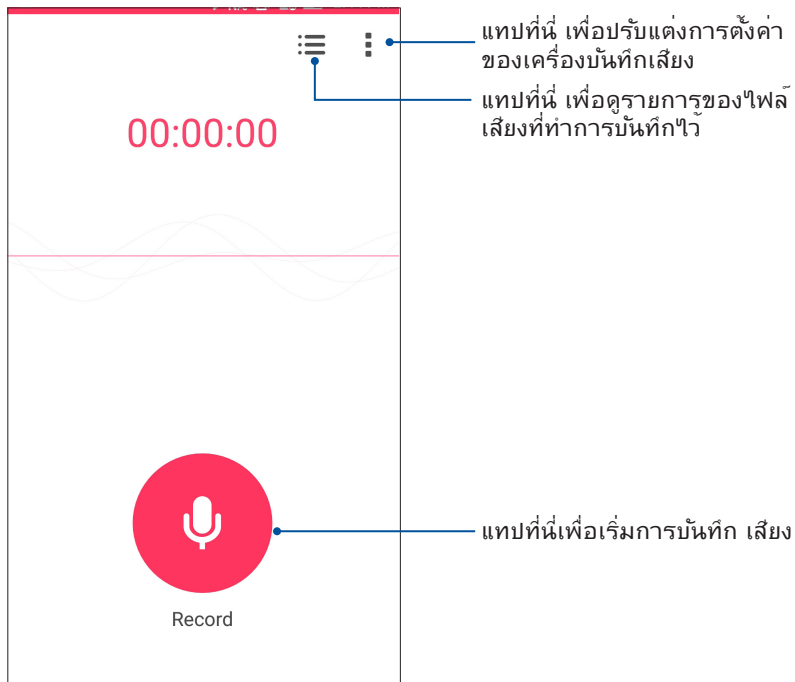 แทปที่นี่ เพื่อปรับแต่งการตั้งค่า
ของเครื่องบันทึกเสียง
แทปที่นี่ เพื่อดูรายการของไฟล์
เสียงที่ทำการบันทึกไว้
00:00:00
แทปที่นี่เพื่อเริ่มการบันทึก เสียง
Record